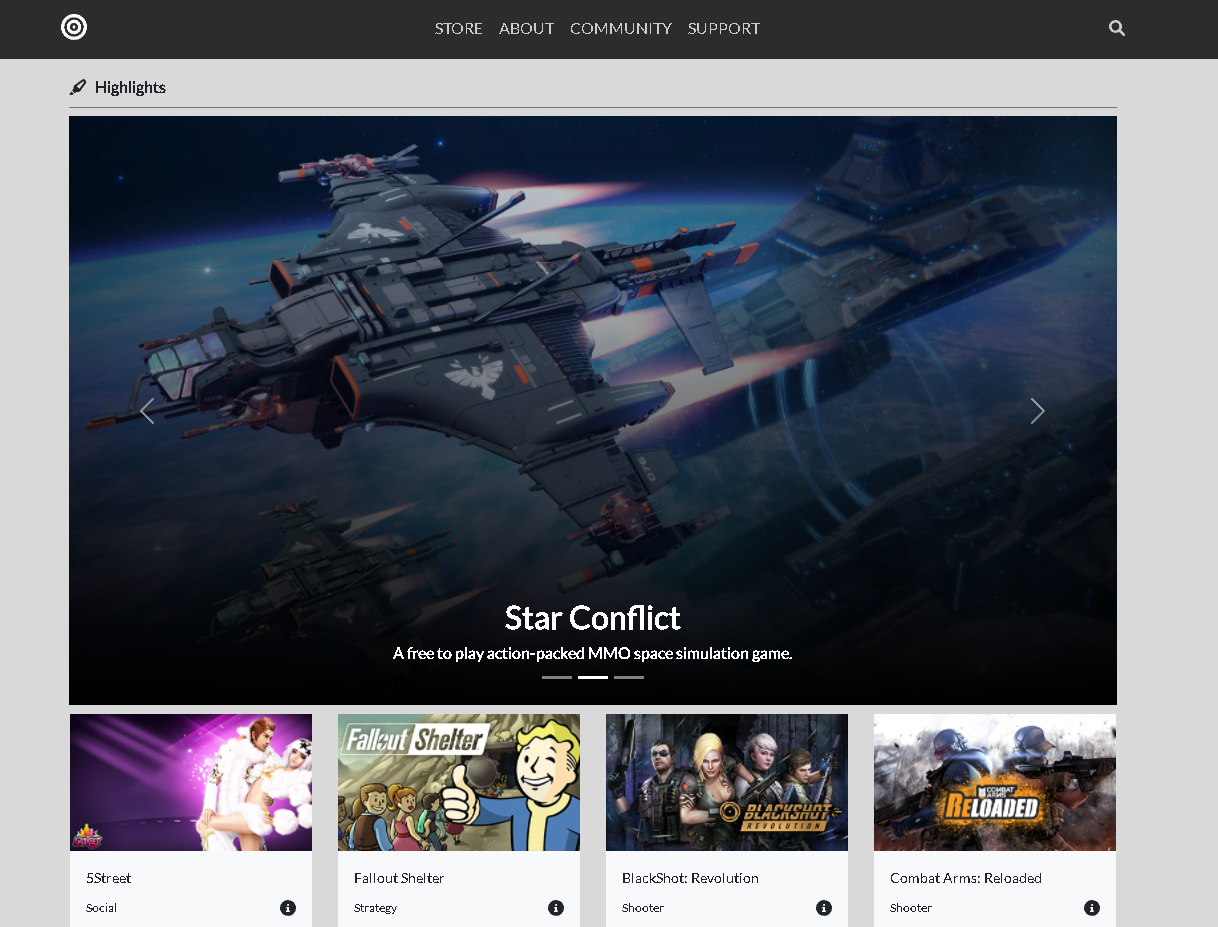 STORE ABOUT COMMUNITY SUPPORT
Highlights
076
Star Conflict
A free to play action-packed MMO space simulation game.
Fallout Shelter
BLACKSHOT
REVOLUTION
COMBAT
ARMS
RELOADED
5Street
Fallout Shelter
BlackShot: Revolution
Combat Arms: Reloaded
Social
Strategy
Shooter
Shooter